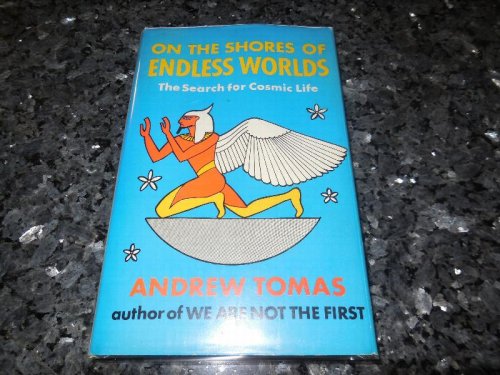 ON THE SHORES OF
ENDLESS WORLDS
The Search for Cosmic Life
ANDREW TOMAS
author of WE ARE NOT THE FIRST